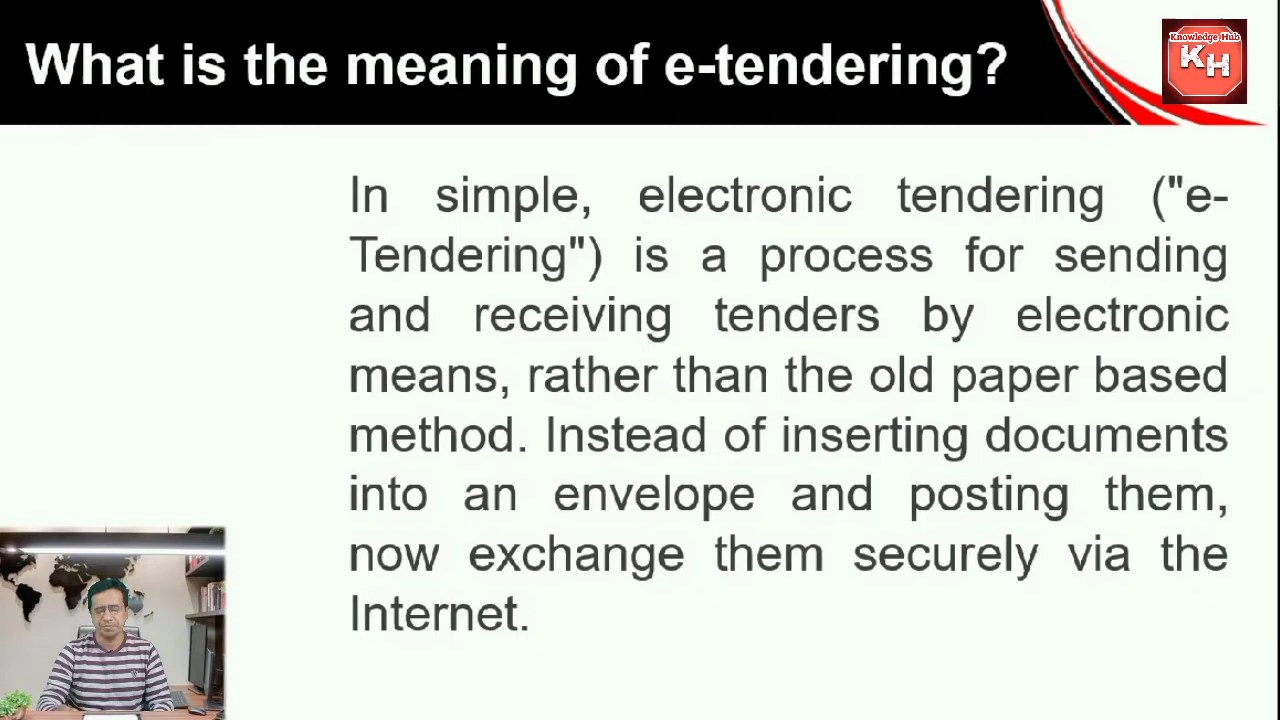 What is the meaning of e-tendering?
Knowledge Hub
KH
In simple, electronic tendering ("e-
Tendering") is a process for sending
and receiving tenders by electronic
means, rather than the old paper based
method. Instead of inserting documents
into an envelope and posting them,
now exchange them securely via the
Internet.